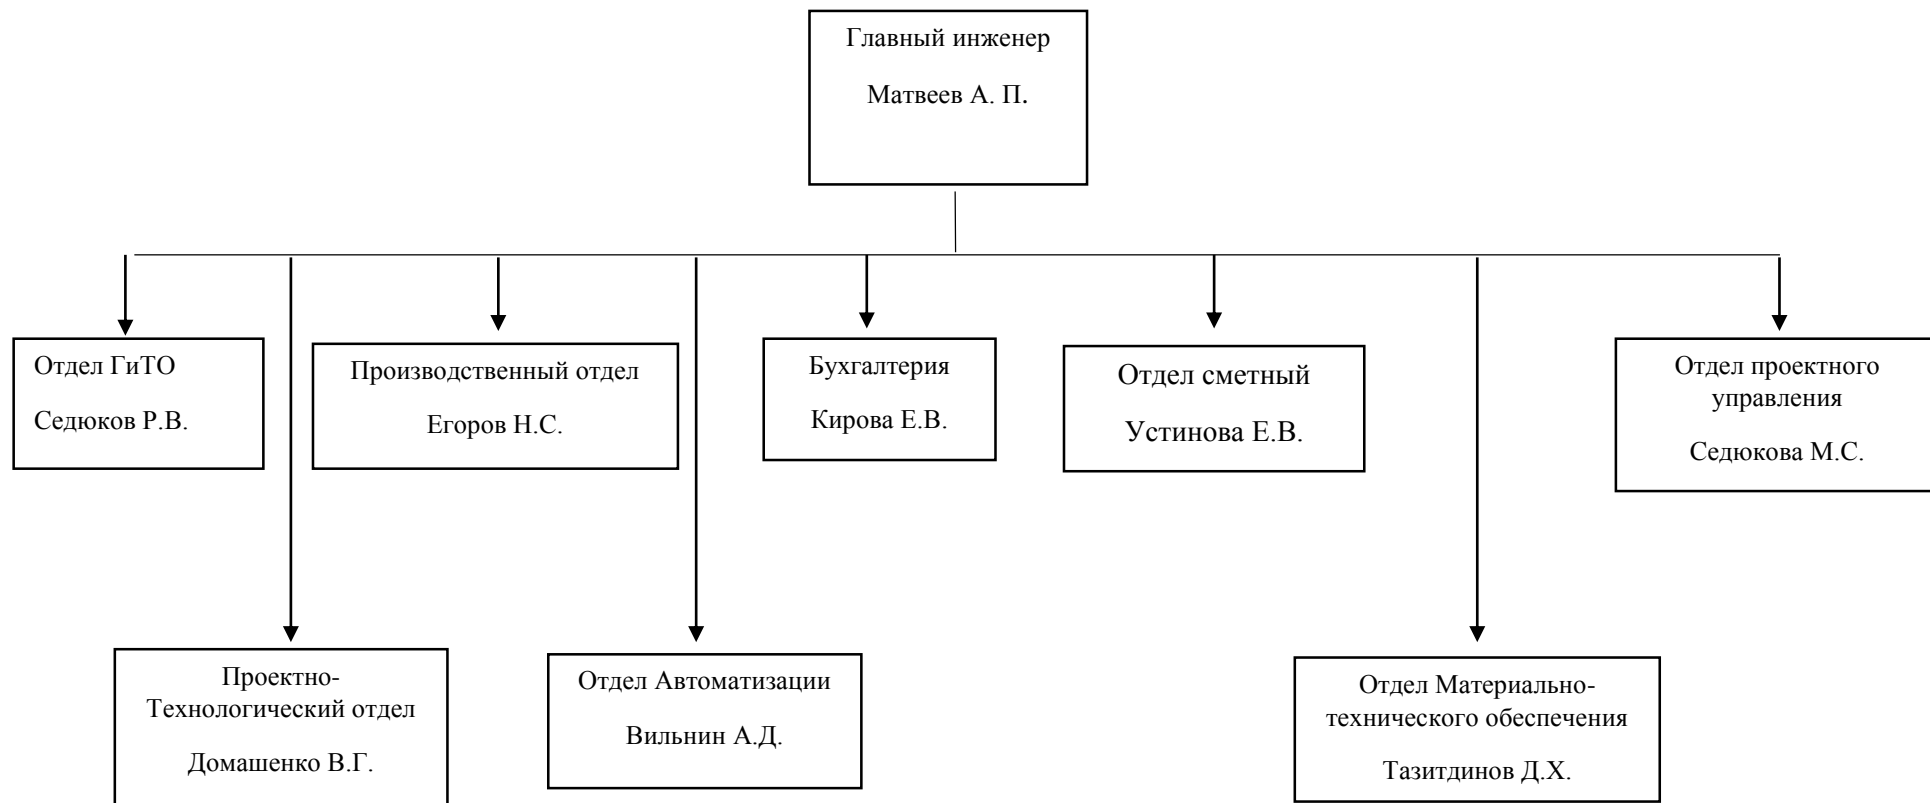 Главный инженер
Матвеев А. П.
Отдел ГиТО
Седюков Р.В.
Производственный отдел
Егоров Н.С.
Бухгалтерия
Кирова Е.В.
Отдел сметный
Устинова Е.В.
Отдел проектного
управления
Седюкова М.С.
Проектно-
Технологический отдел
Домашенко В.Г.
Отдел Автоматизации
Вильнин А.Д.
Отдел Материально-
технического обеспечения
Тазитдинов Д.Х.